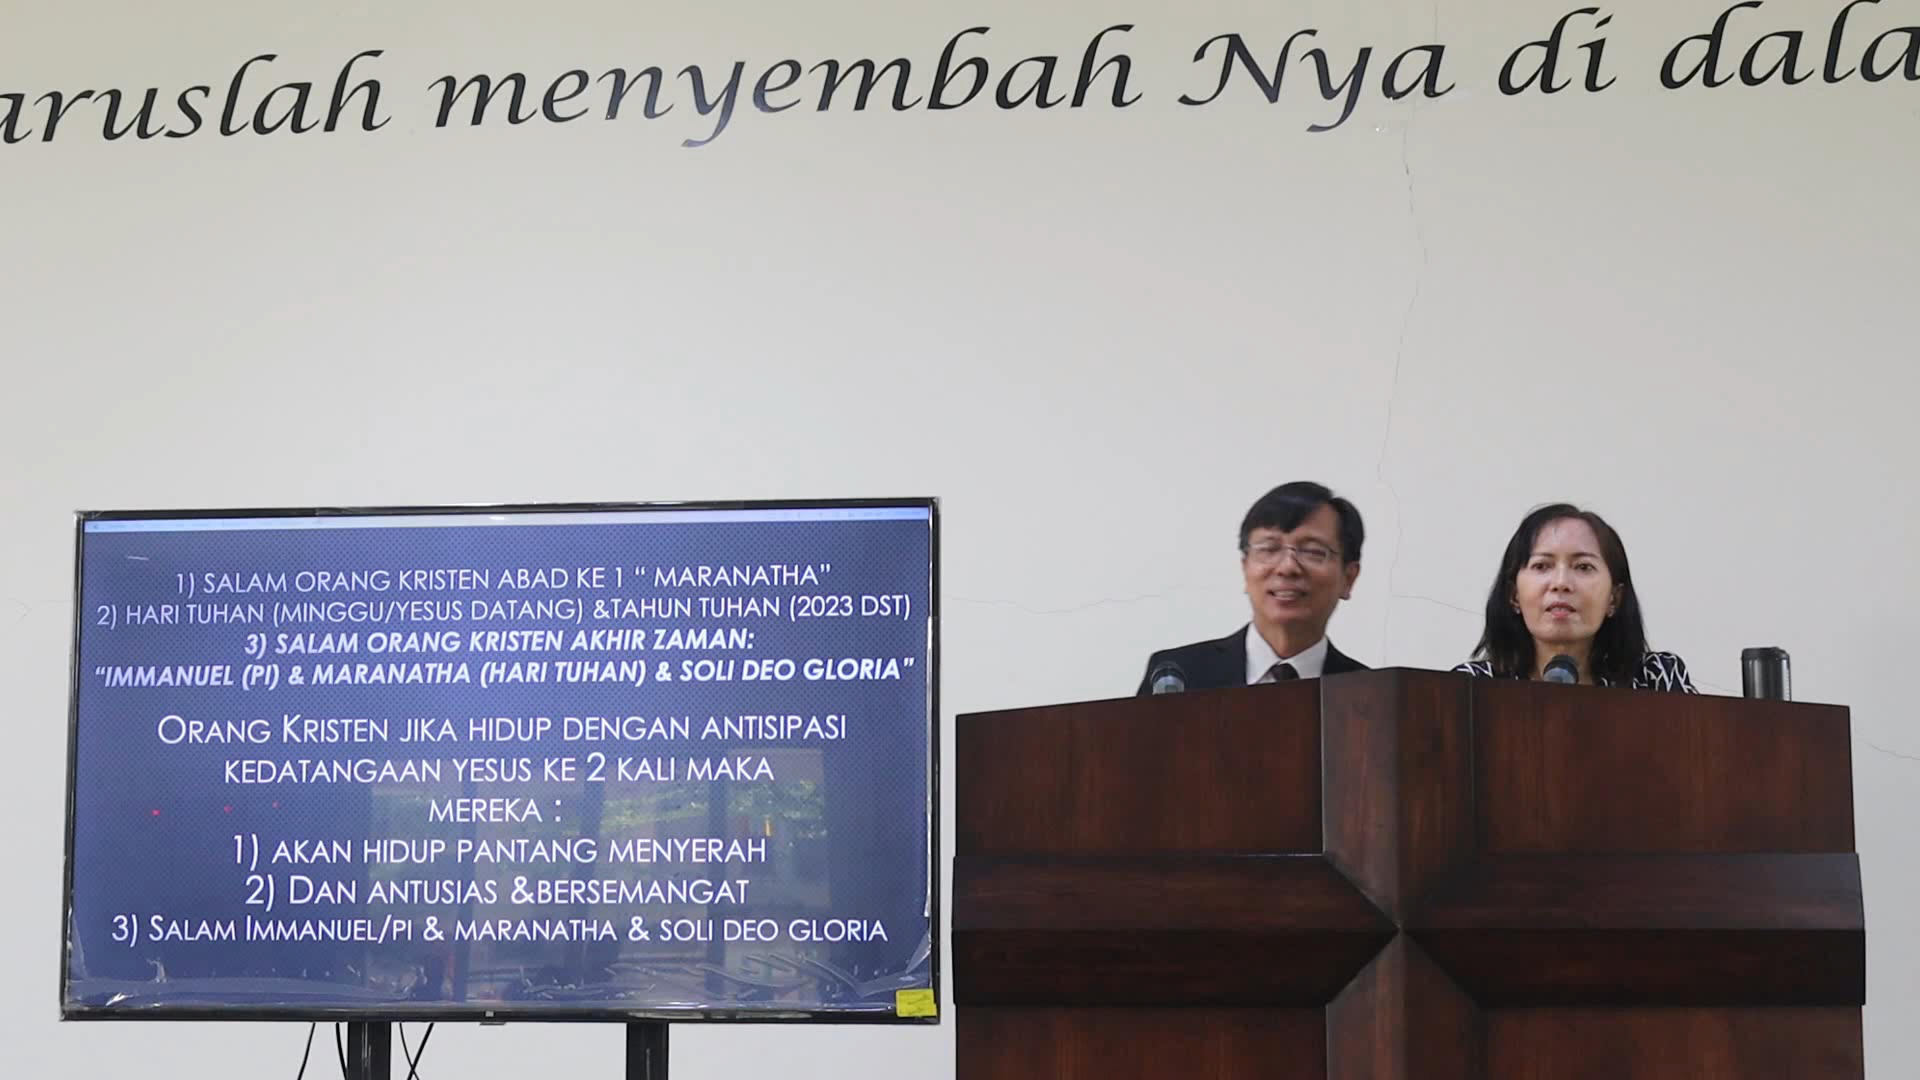 aruslah menyembah Nya di dala
1) SALAM ORANG KRISTEN ABAD KE 1 “ MARANATHA”
2) HARI TUHAN (MINGGU/YESUS DATANG) &TAHUN TUHAN (2023 DST)
3) SALAM ORANG KRISTEN AKHIR ZAMAN:
“IMMANUEL (PI) & MARANATHA (HARI TUHAN) & SOLI DEO GLORIA”
ORANG KRISTEN JIKA HIDUP DENGAN ANTISIPASI
KEDATANGAAN YESUS KE 2 KALI MAKA
MEREKA :
1) AKAN HIDUP PANTANG MENYERAH
2) DAN ANTUSIAS &BERSEMANGAT
3) SALAM IMMANUEL/PI & MARANATHA & SOLI DEO GLORIA